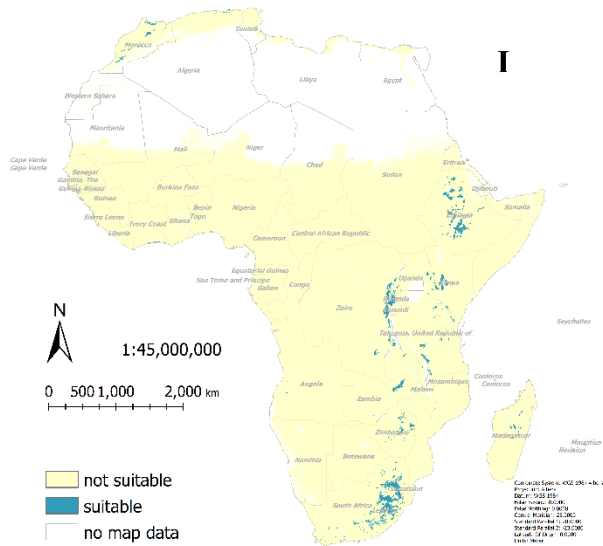 I
Tunisia
Morocco
Algeria
Libya
Egypt
Western Sahara
Mauritania
Mali
Niger
Cape Verde
Cape Verde
Chad
Sudan
Eritrea
Senegal
Gambia, The
Guinea-Bissau
Djibouti
Burkina Faso
Guinea
Benin
Nigeria
Somalia
Ethiopia
Sierra Leone
Ivory Coast
Ghana
Togo
Liberia
Central African Republic
Cameroon
Equatorial Guinea
Sao Tome and Principe
Gabon
Congo
Uganda
Kenya
Rwanda
Burundi
Zaire
Seychelles
Tanzania, United Republic of
N
1:45,000,000
Comoros
Comoros
Angola
Zambia
Malawi
Mozambique
0 500 1,000 2,000 km
Zimbabwe
Madagascar
Mauritius
Reunion
Namibia
Botswana
South Africa
not suitable
suitable
no map data